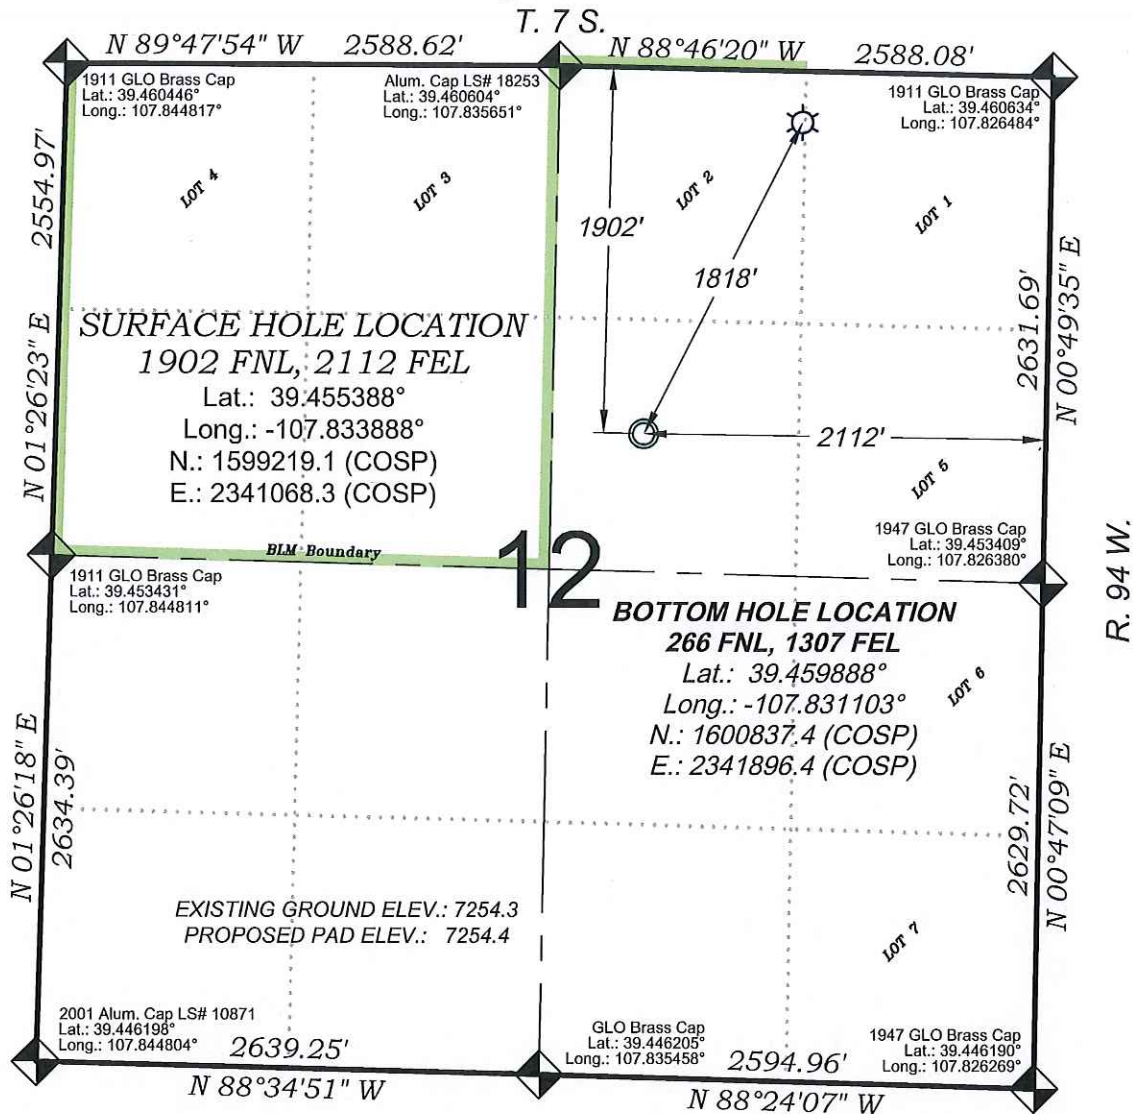 T. 7 S.
N 89°47'54" W 2588.62'
N 88°46'20" W 2588.08'
1911 GLO Brass Cap
Lat.: 39.460446°
Long.: 107.844817°
Alum. Cap LS# 18253
Lat.: 39.460604°
Long.: 107.835651°
1911 GLO Brass Cap
Lat.: 39.460634°
Long.: 107.826484°
2554.97'
N 01°26'23" E
LOT 4
LOT 3
LOT 2
LOT 1
1902'
1818'
2631.69'
N 00°49'35" E
SURFACE HOLE LOCATION
1902 FNL, 2112 FEL
Lat.: 39.455388°
Long.: -107.833888°
N.: 1599219.1 (COSP)
E.: 2341068.3 (COSP)
2112'
LOT 5
BLM Boundary
12
1947 GLO Brass Cap
Lat.: 39.453409°
Long.: 107.826380°
R. 94 W.
1911 GLO Brass Cap
Lat.: 39.453431°
Long.: 107.844811°
BOTTOM HOLE LOCATION
266 FNL, 1307 FEL
Lat.: 39.459888°
Long.: -107.831103°
N.: 1600837.4 (COSP)
E.: 2341896.4 (COSP)
LOT 6
N 01°26'18" E
2634.39'
2629.72'
N 00°47'09" E
EXISTING GROUND ELEV.: 7254.3
PROPOSED PAD ELEV.: 7254.4
LOT 7
2001 Alum. Cap LS# 10871
Lat.: 39.446198°
Long.: 107.844804°
2639.25'
N 88°34'51" W
GLO Brass Cap
Lat.: 39.446205°
Long.: 107.835458°
2594.96'
N 88°24'07" W
1947 GLO Brass Cap
Lat.: 39.446190°
Long.: 107.826269°